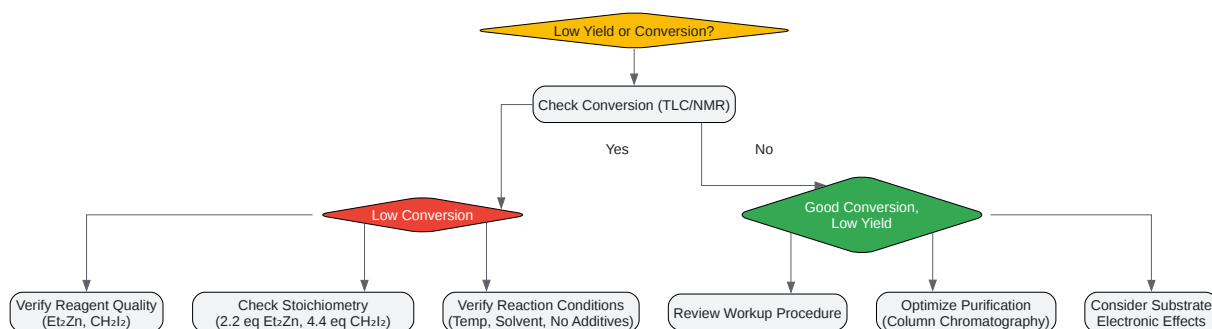 Low Yield or Conversion?
Check Conversion (TLC/NMR)
Yes
No
Low Conversion
Good Conversion,
Low Yield
Verify Reagent Quality
(Et₂Zn, CH₂I₂)
Check Stoichiometry
(2.2 eq Et₂Zn, 4.4 eq CH₂I₂)
Verify Reaction Conditions
(Temp, Solvent, No Additives)
Review Workup Procedure
Optimize Purification
(Column Chromatography)
Consider Substrate
Electronic Effects